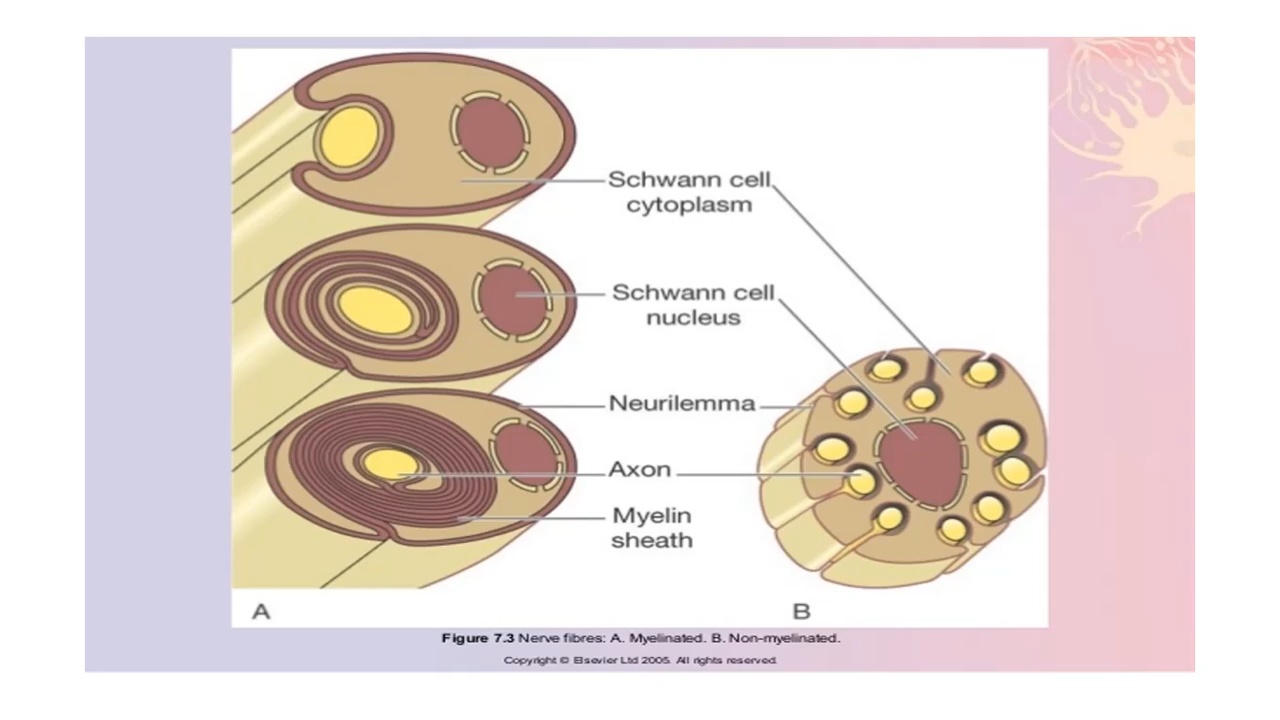 Schwann cell
cytoplasm
Schwann cell
nucleus
Neurilemma
Axon
Myelin
sheath
A
B
Figure 7.3 Nerve fibres: A. Myelinated. B. Non-myelinated.
Copyright © Elsevier Ltd 2005. All rights reserved.